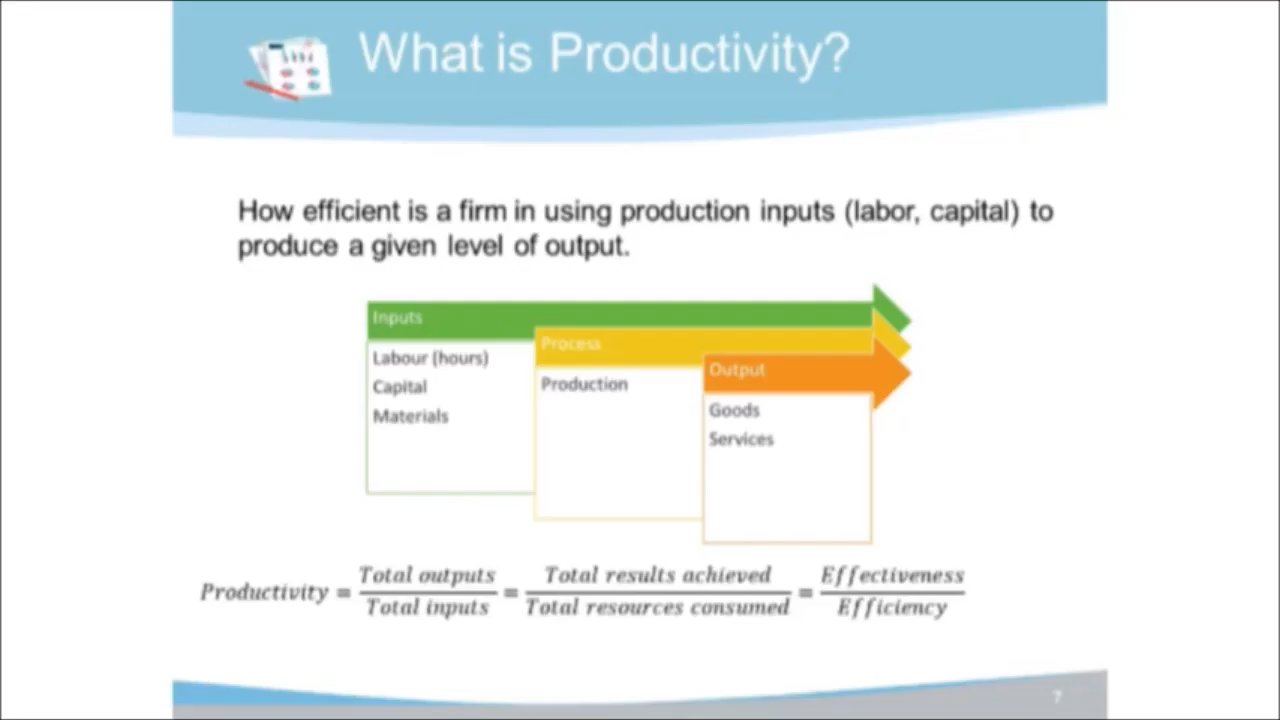 What is Productivity?
How efficient is a firm in using production inputs (labor, capital) to
produce a given level of output.
Inputs
Labour (hours)
Capital
Materials
Process
Production
Output
Goods
Services
Productivity = Total outputs / Total inputs = Total results achieved / Total resources consumed = Effectiveness / Efficiency
7